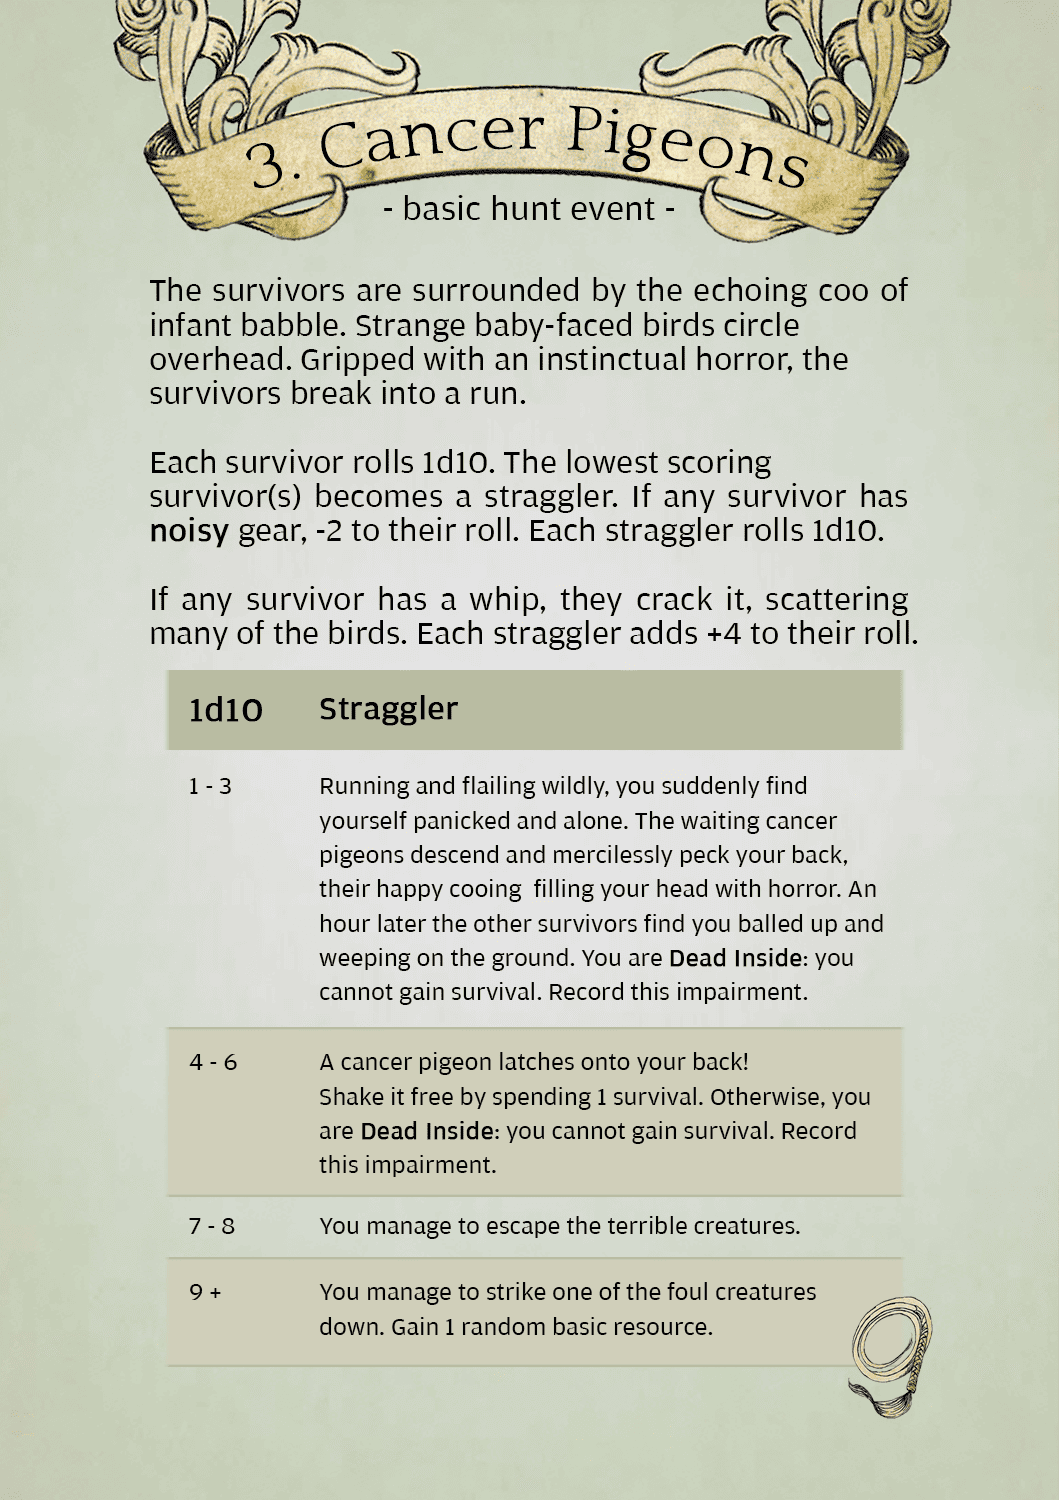 3. Cancer Pigeons
- basic hunt event -
The survivors are surrounded by the echoing coo of
infant babble. Strange baby-faced birds circle
overhead. Gripped with an instinctual horror, the
survivors break into a run.
Each survivor rolls 1d10. The lowest scoring
survivor(s) becomes a straggler. If any survivor has
noisy gear, -2 to their roll. Each straggler rolls 1d10.
If any survivor has a whip, they crack it, scattering
many of the birds. Each straggler adds +4 to their roll.
1d10 Straggler
1 - 3 Running and flailing wildly, you suddenly find
yourself panicked and alone. The waiting cancer
pigeons descend and mercilessly peck your back,
their happy cooing filling your head with horror. An
hour later the other survivors find you balled up and
weeping on the ground. You are Dead Inside: you
cannot gain survival. Record this impairment.
4 - 6 A cancer pigeon latches onto your back!
Shake it free by spending 1 survival. Otherwise, you
are Dead Inside: you cannot gain survival. Record
this impairment.
7 - 8 You manage to escape the terrible creatures.
9 + You manage to strike one of the foul creatures
down. Gain 1 random basic resource.